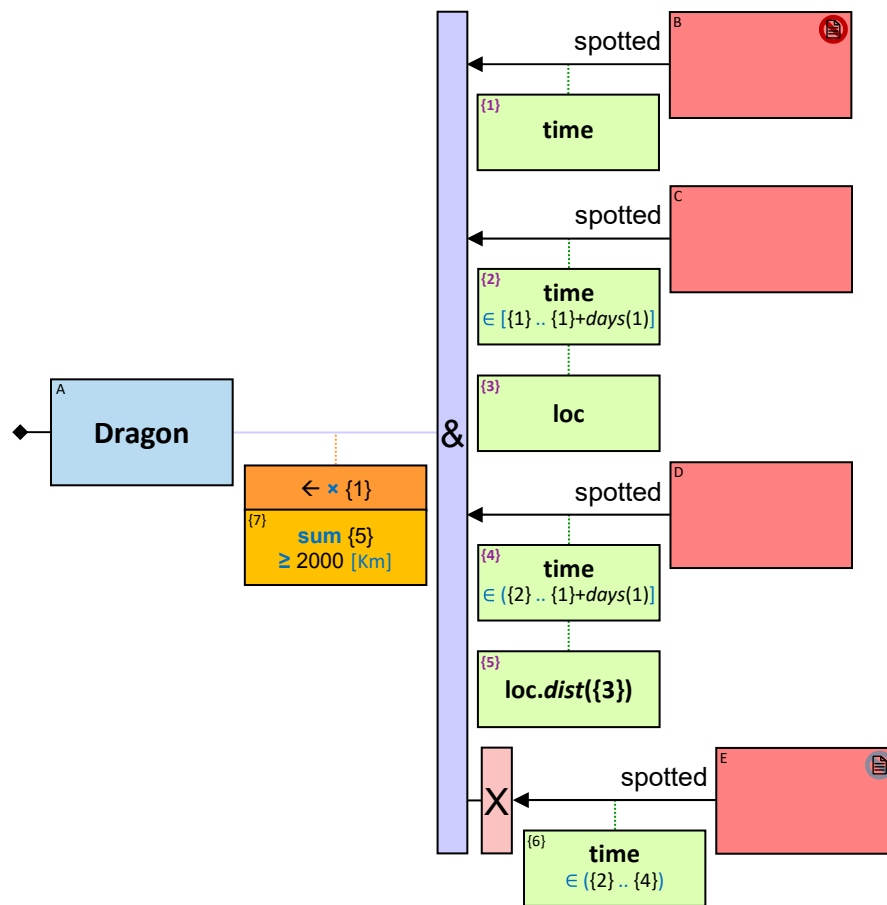 B
spotted
{1}
time
C
spotted
{2}
time
∈ [{1} .. {1}+days(1)]
{3}
loc
A
Dragon
&
← × {1}
{7}
sum {5}
≥ 2000 [Km]
D
spotted
{4}
time
∈ ({2} .. {1}+days(1)]
{5}
loc.dist({3})
E
spotted
X
{6}
time
∈ ({2} .. {4})